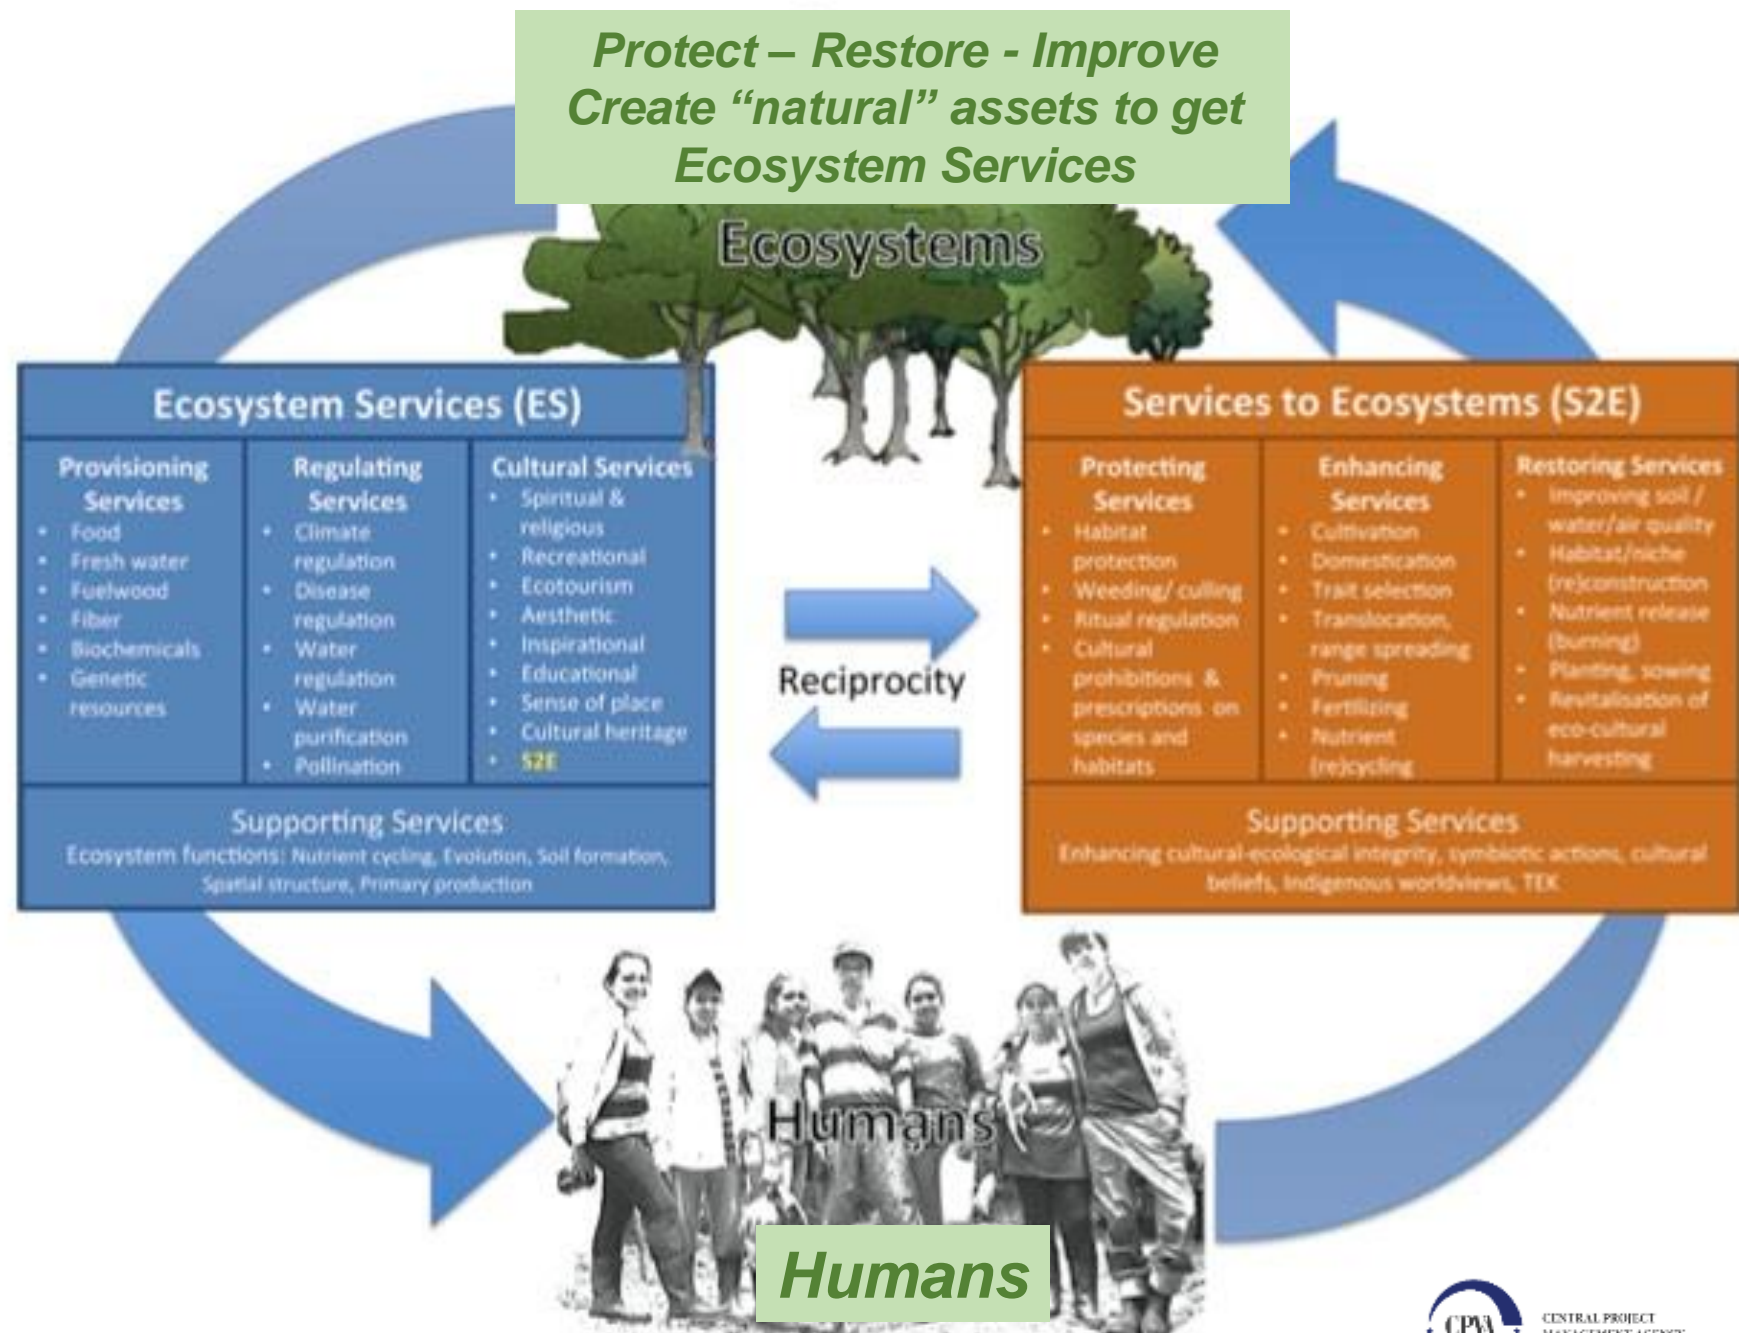 Protect – Restore - Improve
Create “natural” assets to get
Ecosystem Services
Ecosystems
Ecosystem Services (ES)
Provisioning
Services
• Food
• Fresh water
• Fuelwood
• Fiber
• Biochemicals
• Genetic
resources
Regulating
Services
• Climate
regulation
• Disease
regulation
• Water
regulation
• Water
purification
• Pollination
Cultural Services
• Spiritual &
religious
• Recreational
• Ecotourism
• Aesthetic
• Inspirational
• Educational
• Sense of place
• Cultural heritage
• S2E
Supporting Services
Ecosystem functions: Nutrient cycling, Evolution, Soil formation,
Spatial structure, Primary production
Reciprocity
Services to Ecosystems (S2E)
Protecting
Services
• Habitat
protection
• Weeding/ culling
• Ritual regulation
• Cultural
prohibitions &
prescriptions on
species and
habitats
Enhancing
Services
• Cultivation
• Domestication
• Trait selection
• Translocation,
range spreading
• Pruning
• Fertilizing
• Nutrient
(re)cycling
Restoring Services
• Improving soil /
water/air quality
• Habitat/niche
(re)construction
• Nutrient release
(burning)
• Planting, sowing
• Revitalisation of
eco-cultural
harvesting
Supporting Services
Enhancing cultural-ecological integrity, symbiotic actions, cultural
beliefs, Indigenous worldviews, TEK
Humans
Humans
CPVA
CENTRAL PROJECT
MANAGEMENT AGENCY